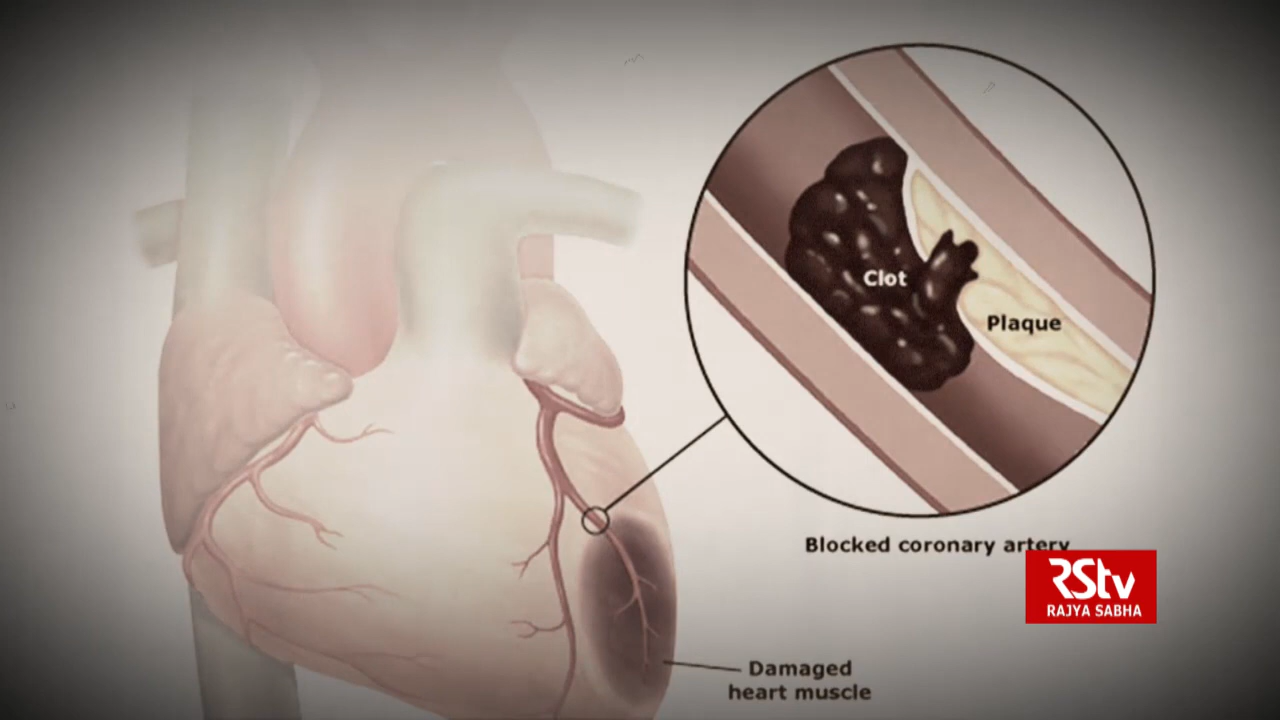 Clot
Plaque
Blocked coronary artery
RStv
RAJYA SABHA
Damaged
heart muscle